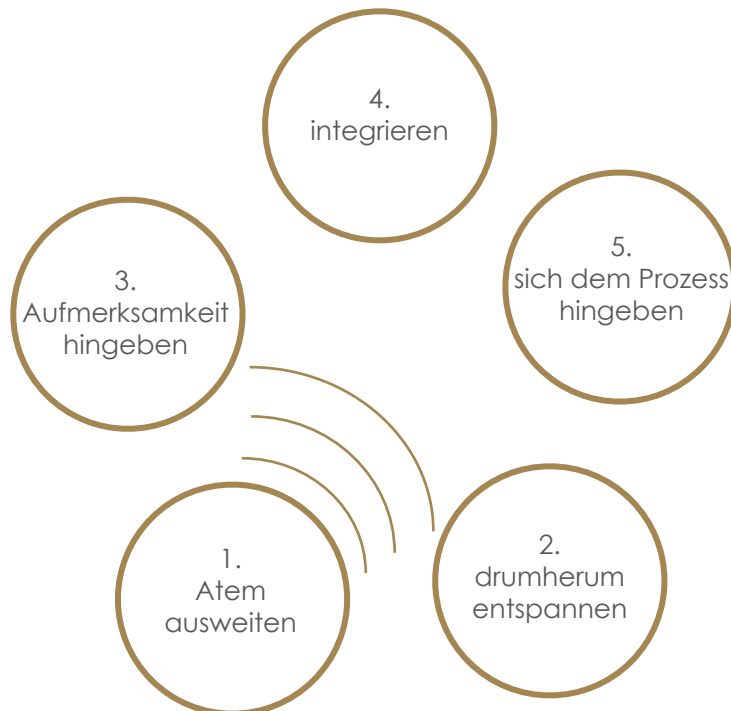 4.
integrieren
5.
sich dem Prozess
hingeben
3.
Aufmerksamkeit
hingeben
1.
Atem
ausweiten
2.
drumherum
entspannen